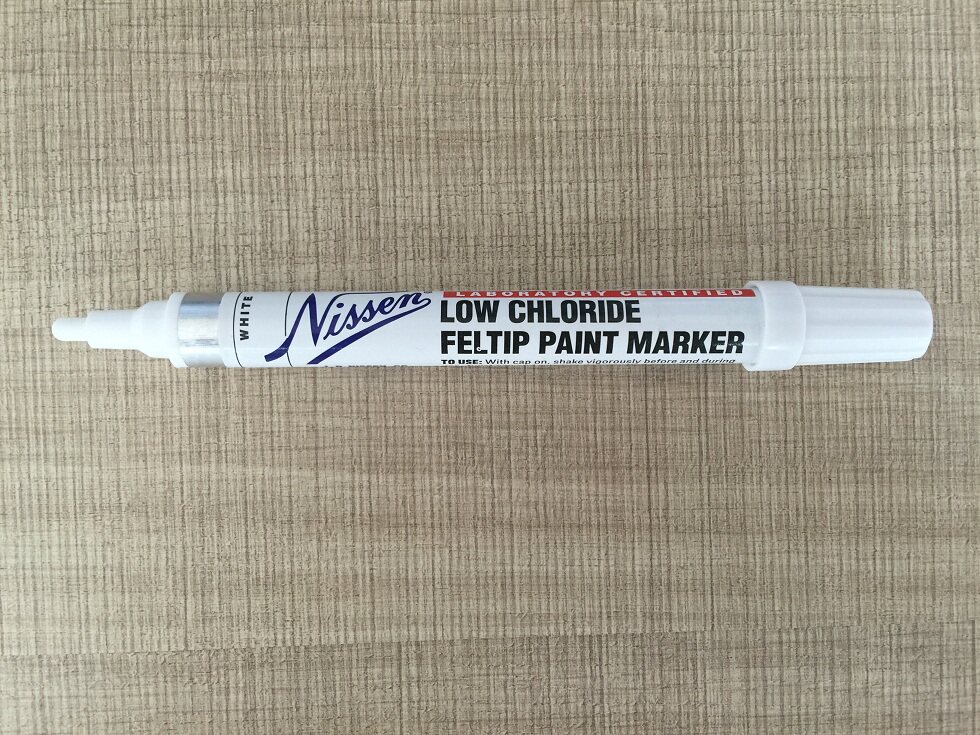 WHITE
Nissen
LABORATORY CERTIFIED
LOW CHLORIDE
FELTIP PAINT MARKER
TO USE: With cap on, shake vigorously before and during